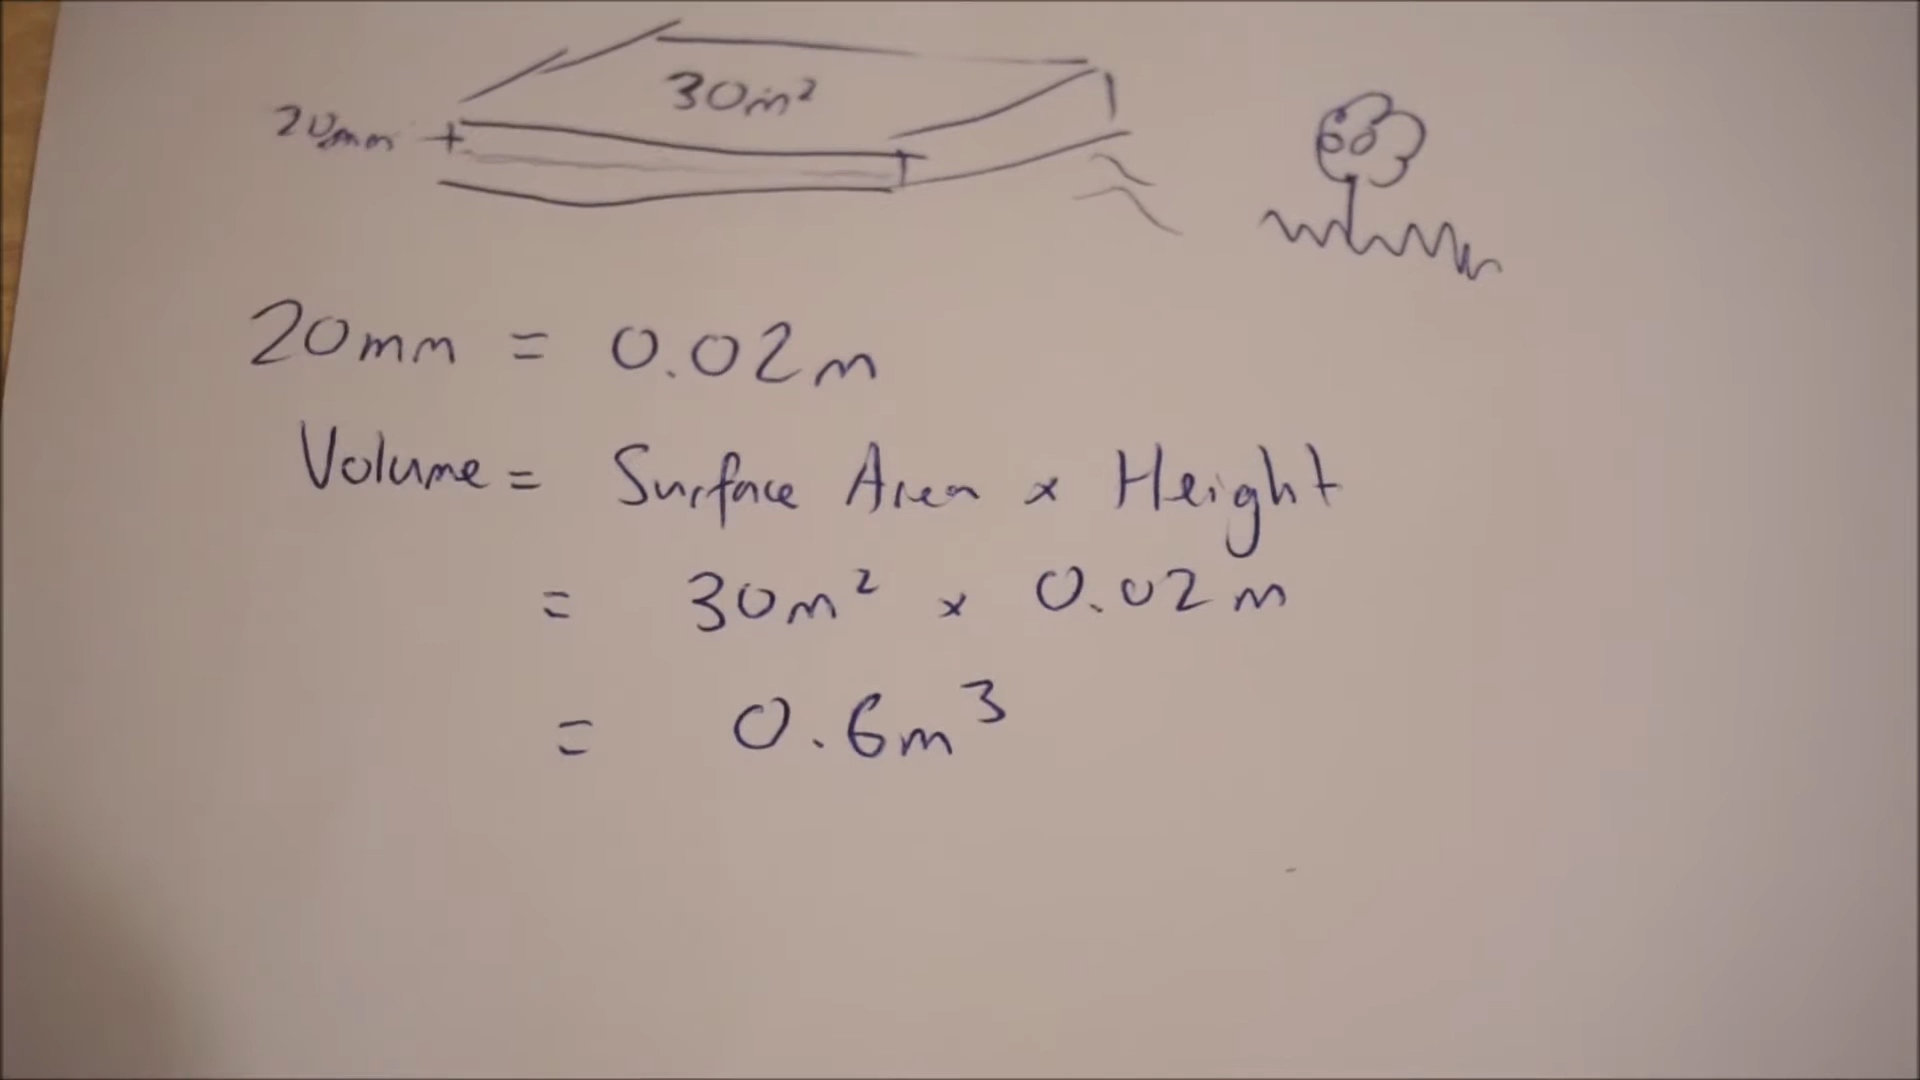 30m²
20mm
20mm = 0.02m
Volume = Surface Area x Height
= 30m² x 0.02m
= 0.6m³